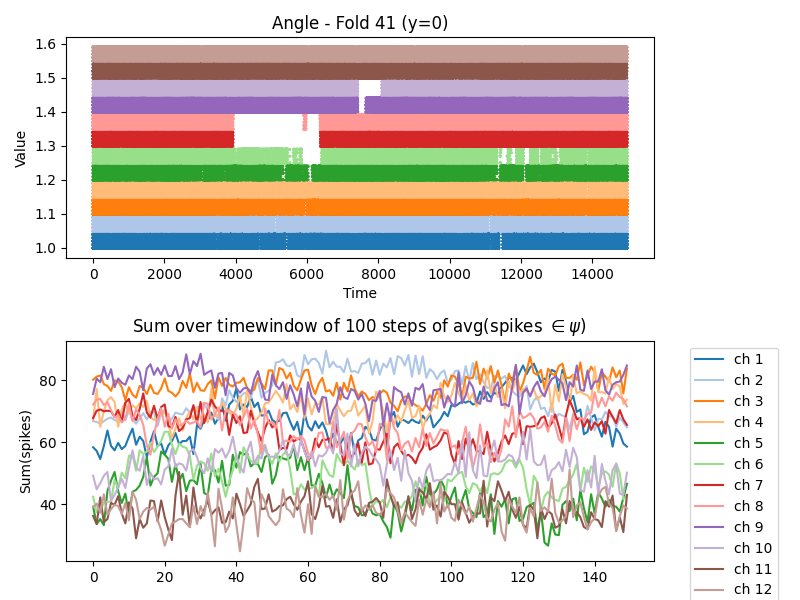 Angle - Fold 41 (y=0)
Value
1.6
1.5
1.4
1.3
1.2
1.1
1.0
0 2000 4000 6000 8000 10000 12000 14000
Time
Sum over timewindow of 100 steps of avg(spikes ∈ ψ)
Sum(spikes)
80
60
40
0 20 40 60 80 100 120 140
ch 1
ch 2
ch 3
ch 4
ch 5
ch 6
ch 7
ch 8
ch 9
ch 10
ch 11
ch 12